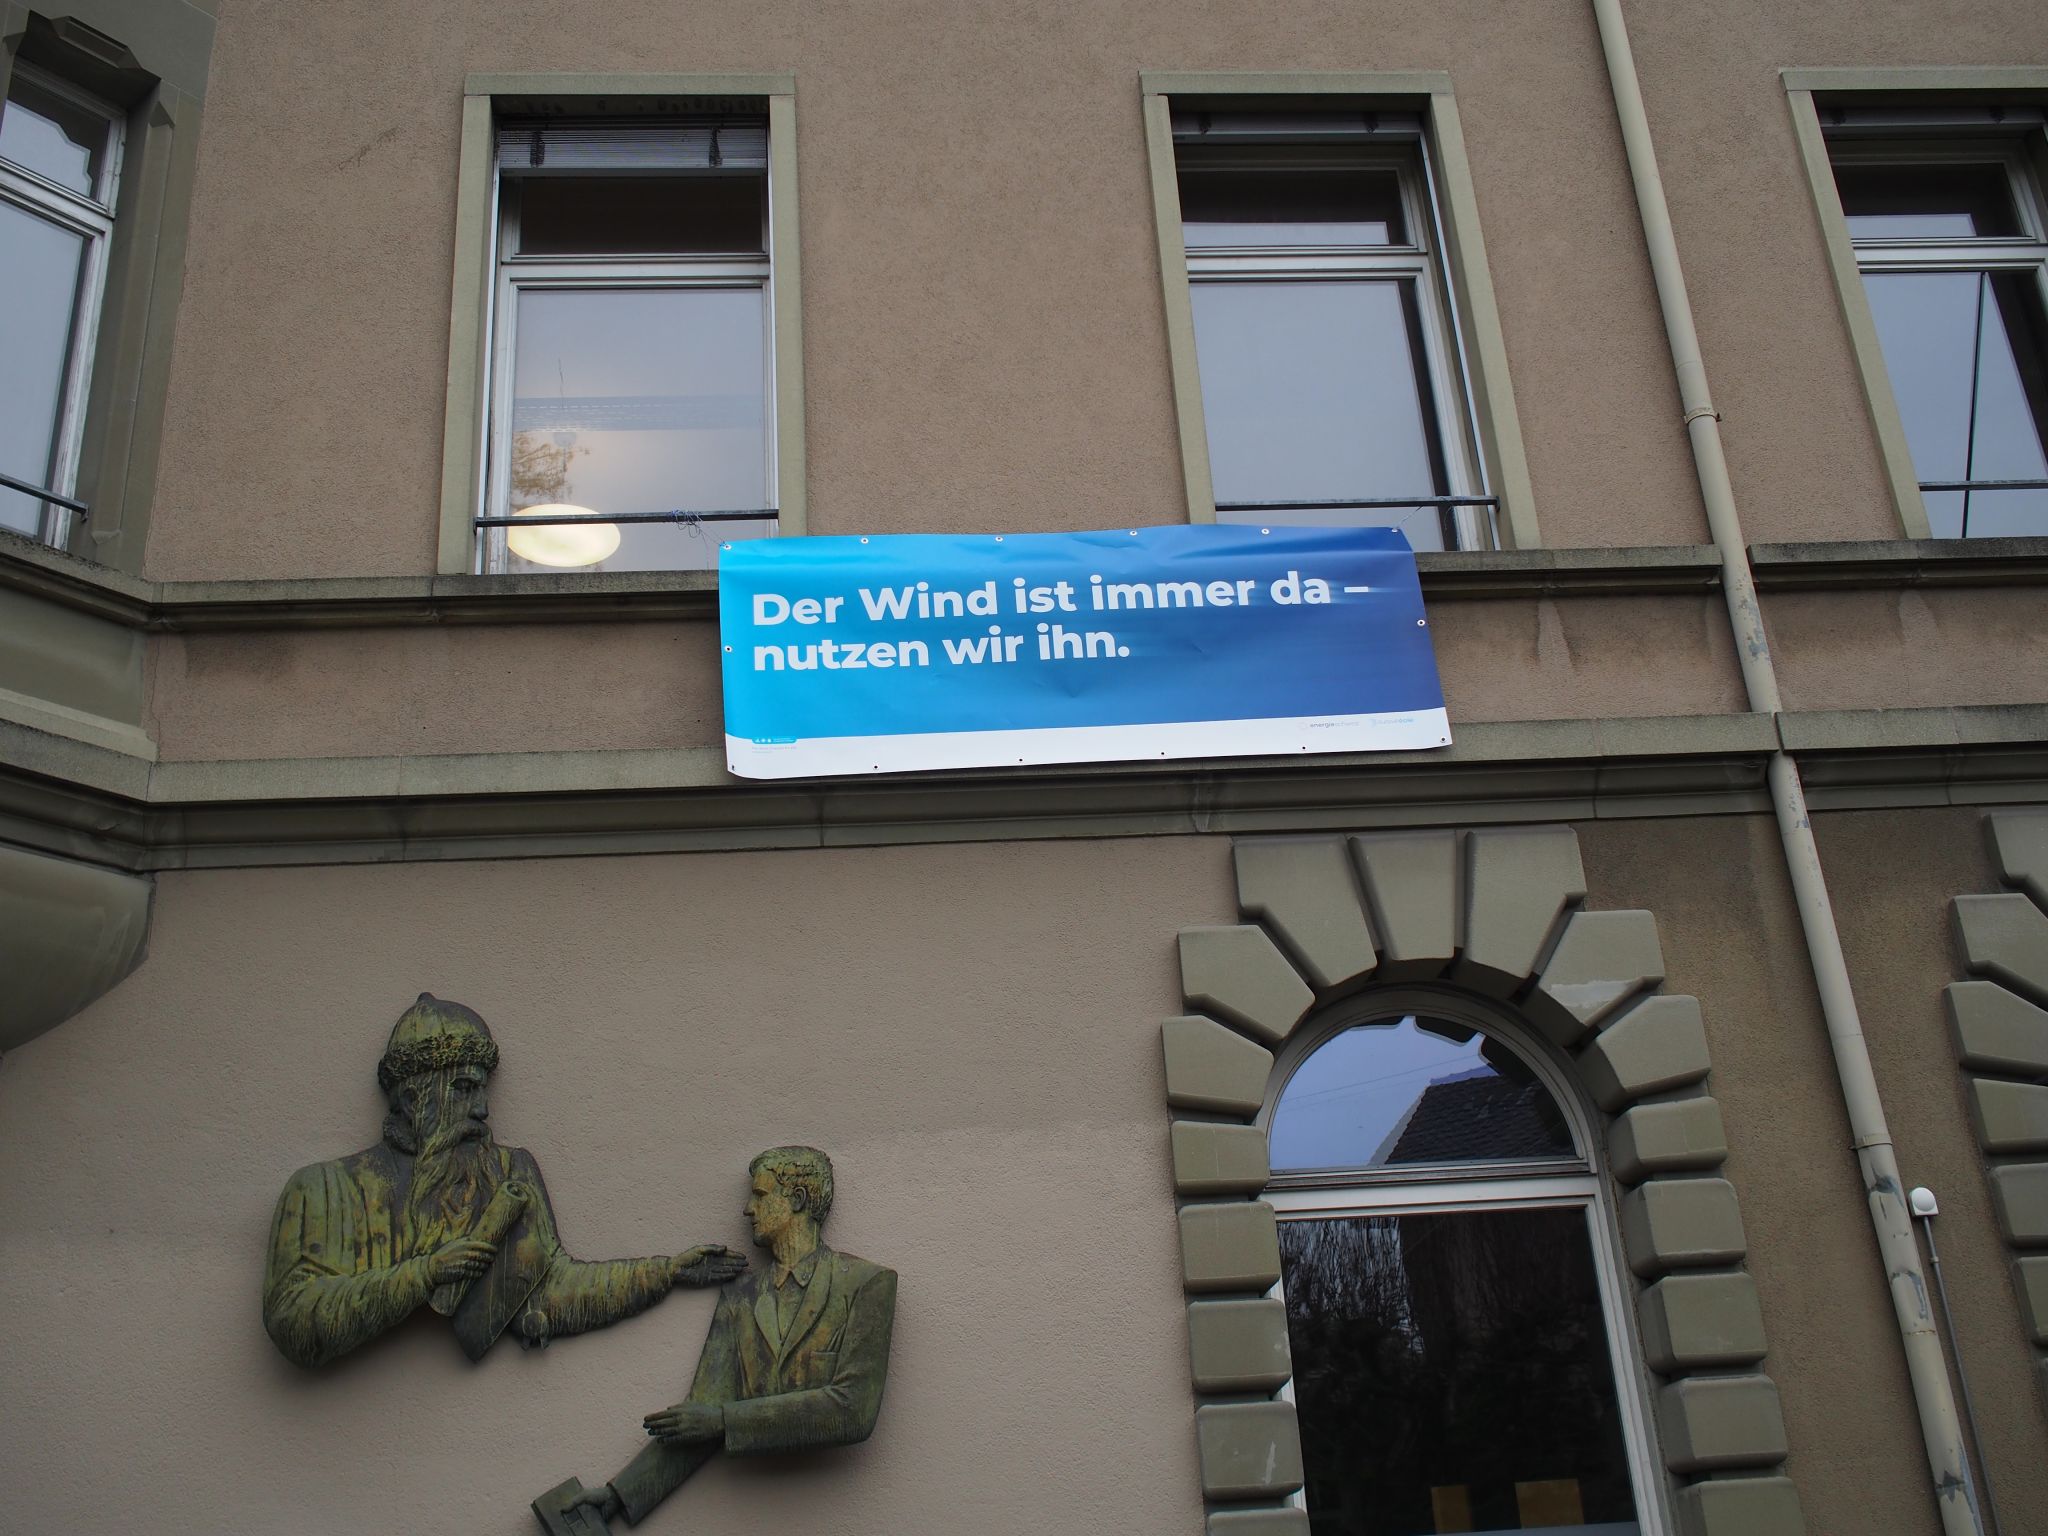 Der Wind ist immer da –
nutzen wir ihn.